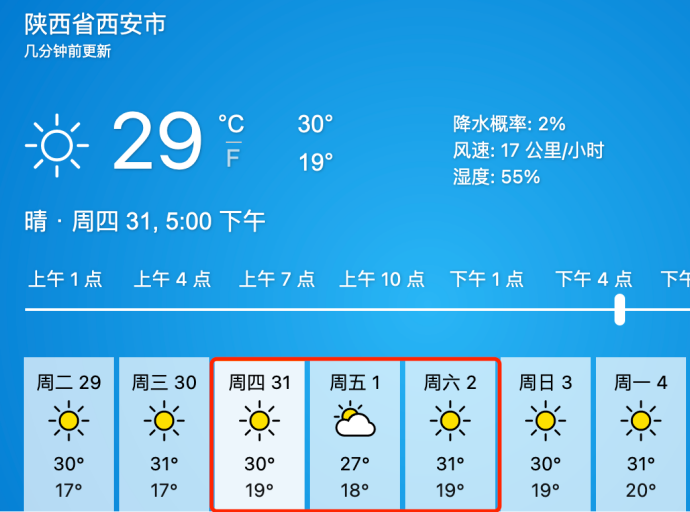 陕西省西安市
几分钟前更新
29 °C 30° 降水概率: 2%
F 19° 风速: 17 公里/小时
湿度: 55%
晴 · 周四 31, 5:00 下午
上午 1 点 上午 4 点 上午 7 点 上午 10 点 下午 1 点 下午 4 点 下午
周二 29 周三 30 周四 31 周五 1 周六 2 周日 3 周一 4
30° 31° 30° 27° 31° 30° 31°
17° 17° 19° 18° 19° 19° 20°